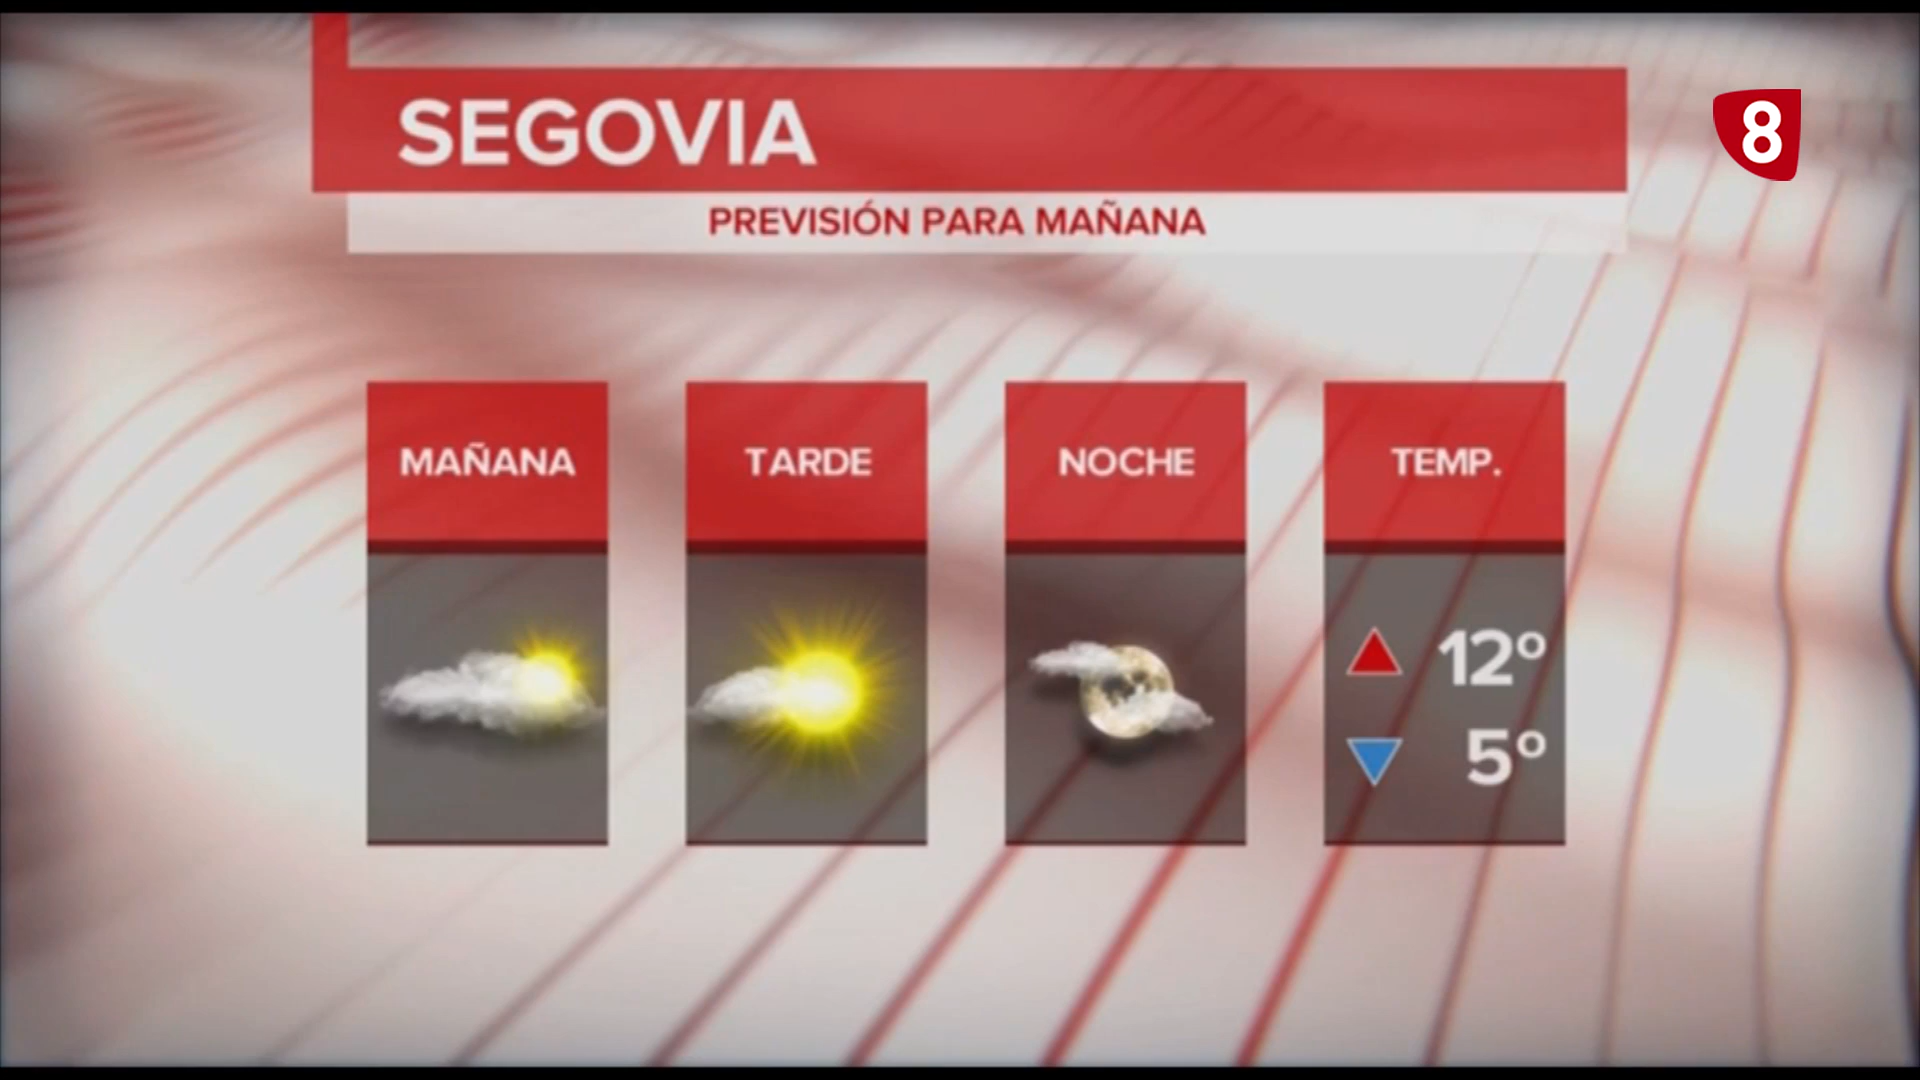 SEGOVIA
8
PREVISIÓN PARA MAÑANA
MAÑANA
TARDE
NOCHE
TEMP.
12º
5º